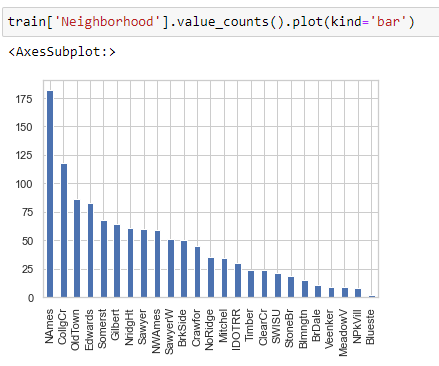 train['Neighborhood'].value_counts().plot(kind='bar')
<AxesSubplot:>
175
150
125
100
75
50
25
0
NAmes
CollgCr
OldTown
Edwards
Somerst
Gilbert
NridgHt
Sawyer
NWAmes
SawyerW
BrkSide
Crawfor
NoRidge
Mitchel
IDOTRR
Timber
ClearCr
SWISU
StoneBr
Blmngtn
BrDale
Veenker
MeadowV
NPkVill
Blueste